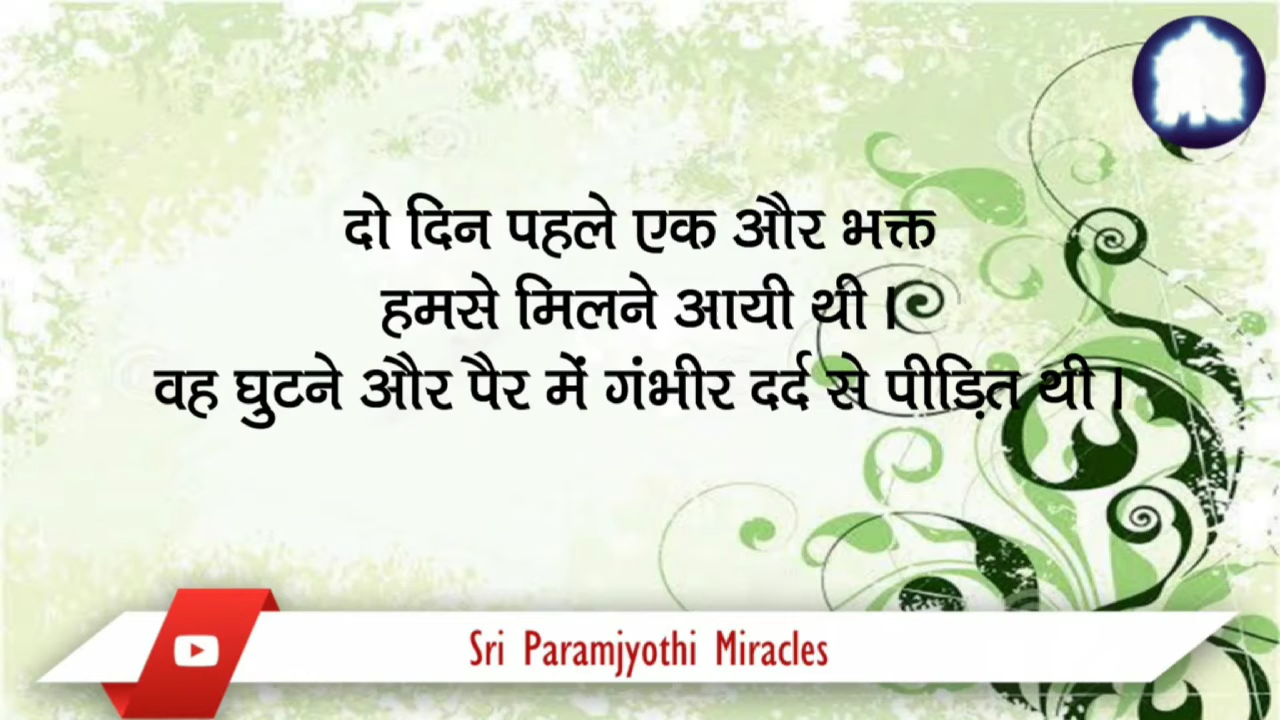 दो दिन पहले एक और भक्त
हमसे मिलने आयी थी।
वह घुटने और पैर में गंभीर दर्द से पीड़ित थी।
Sri Paramjyothi Miracles